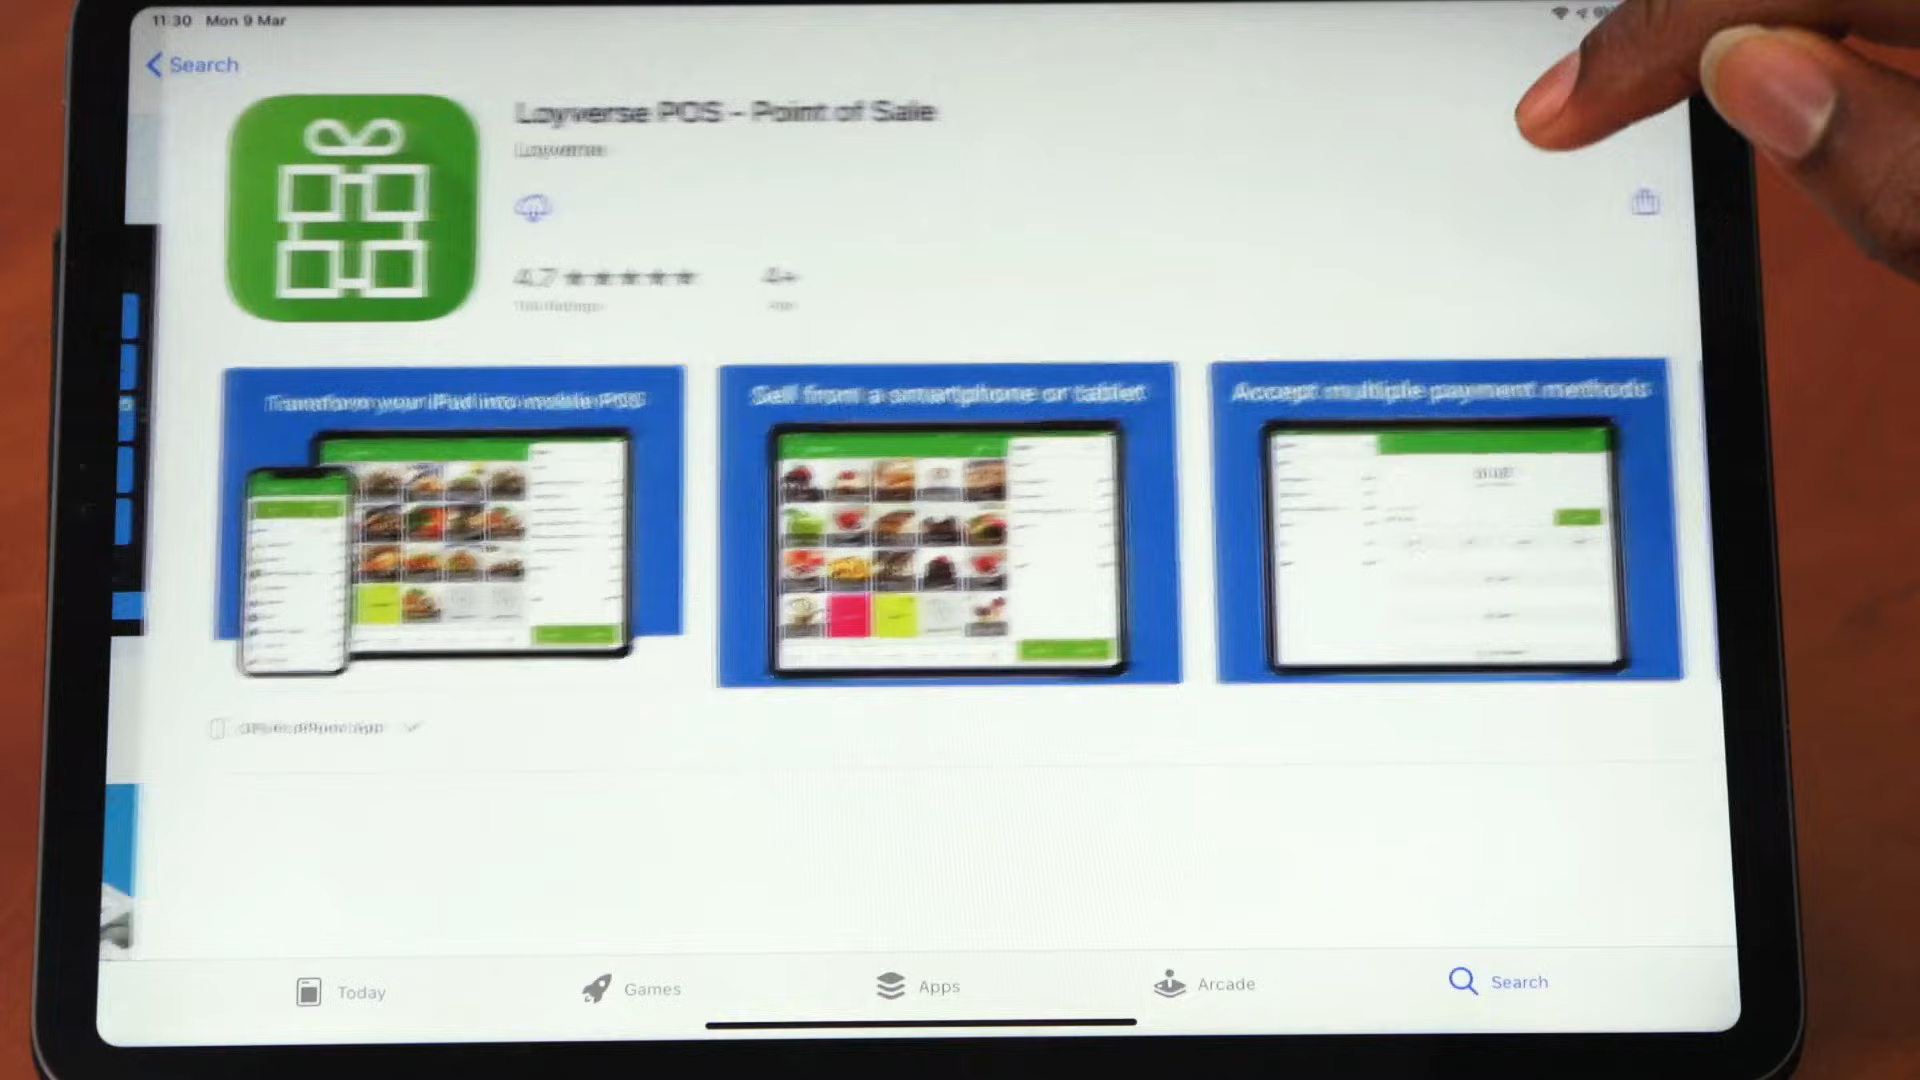 11:30 Mon 9 Mar
Search
Loyverse POS - Point of Sale
Loyverse
4.7 ★★★★★
4+
Age
Transform your iPad into mobile POS
Sell from a smartphone or tablet
Accept multiple payment methods
Today
Games
Apps
Arcade
Search